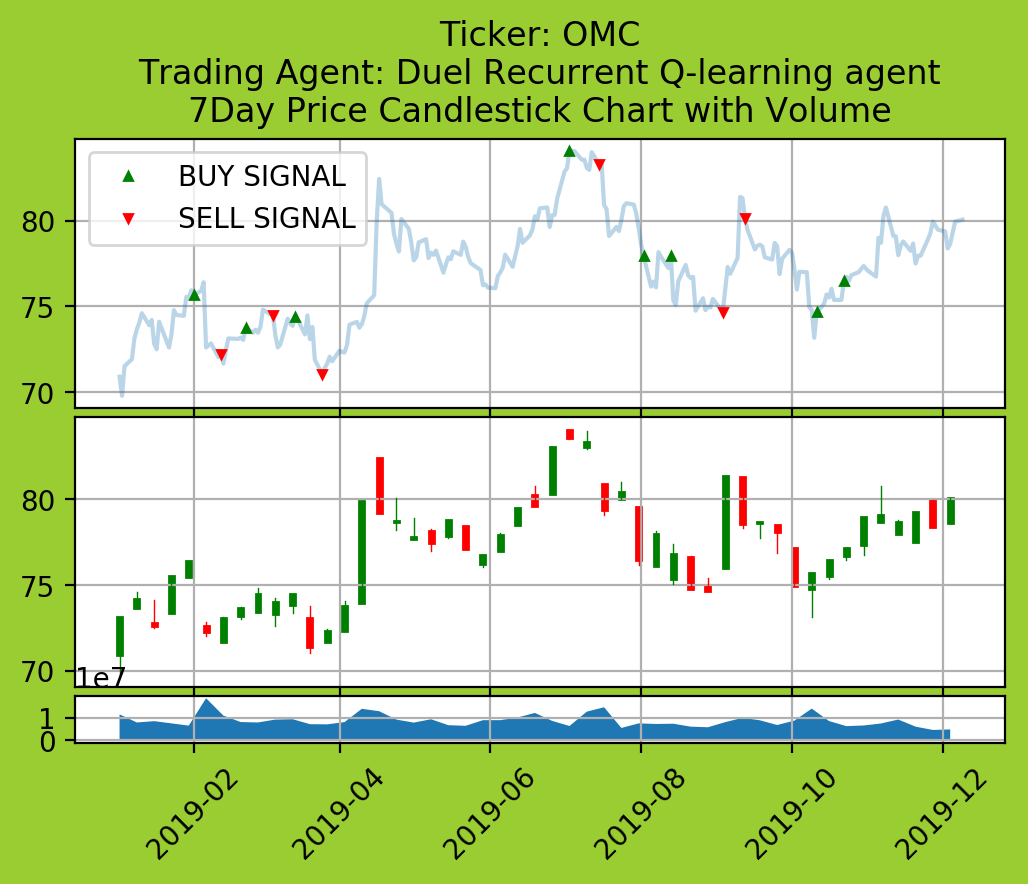 Ticker: OMC
Trading Agent: Duel Recurrent Q-learning agent
7Day Price Candlestick Chart with Volume
BUY SIGNAL
SELL SIGNAL
80
75
70
80
75
70
1e7
1
0
2019-02
2019-04
2019-06
2019-08
2019-10
2019-12